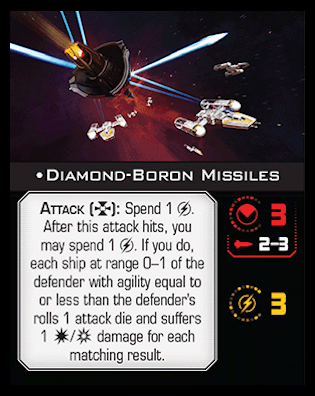 •Diamond-Boron Missiles
Attack (): Spend 1 .
After this attack hits, you
may spend 1 . If you do,
each ship at range 0–1 of the
defender with agility equal to
or less than the defender's
rolls 1 attack die and suffers
1 / damage for each
matching result.
3
2–3
3